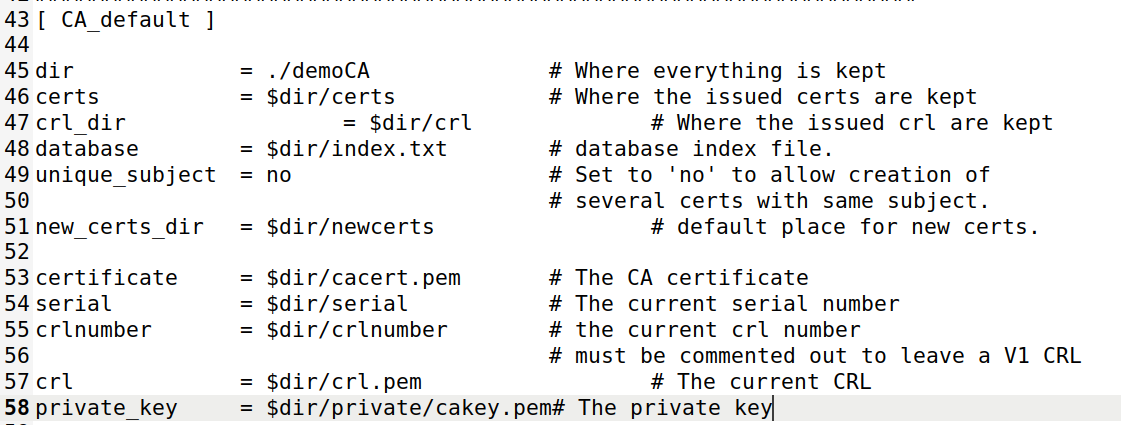 43 [ CA_default ]
44
45 dir = ./demoCA # Where everything is kept
46 certs = $dir/certs # Where the issued certs are kept
47 crl_dir = $dir/crl # Where the issued crl are kept
48 database = $dir/index.txt # database index file.
49 unique_subject = no # Set to 'no' to allow creation of
50 # several certs with same subject.
51 new_certs_dir = $dir/newcerts # default place for new certs.
52
53 certificate = $dir/cacert.pem # The CA certificate
54 serial = $dir/serial # The current serial number
55 crlnumber = $dir/crlnumber # the current crl number
56 # must be commented out to leave a V1 CRL
57 crl = $dir/crl.pem # The current CRL
58 private_key = $dir/private/cakey.pem# The private key